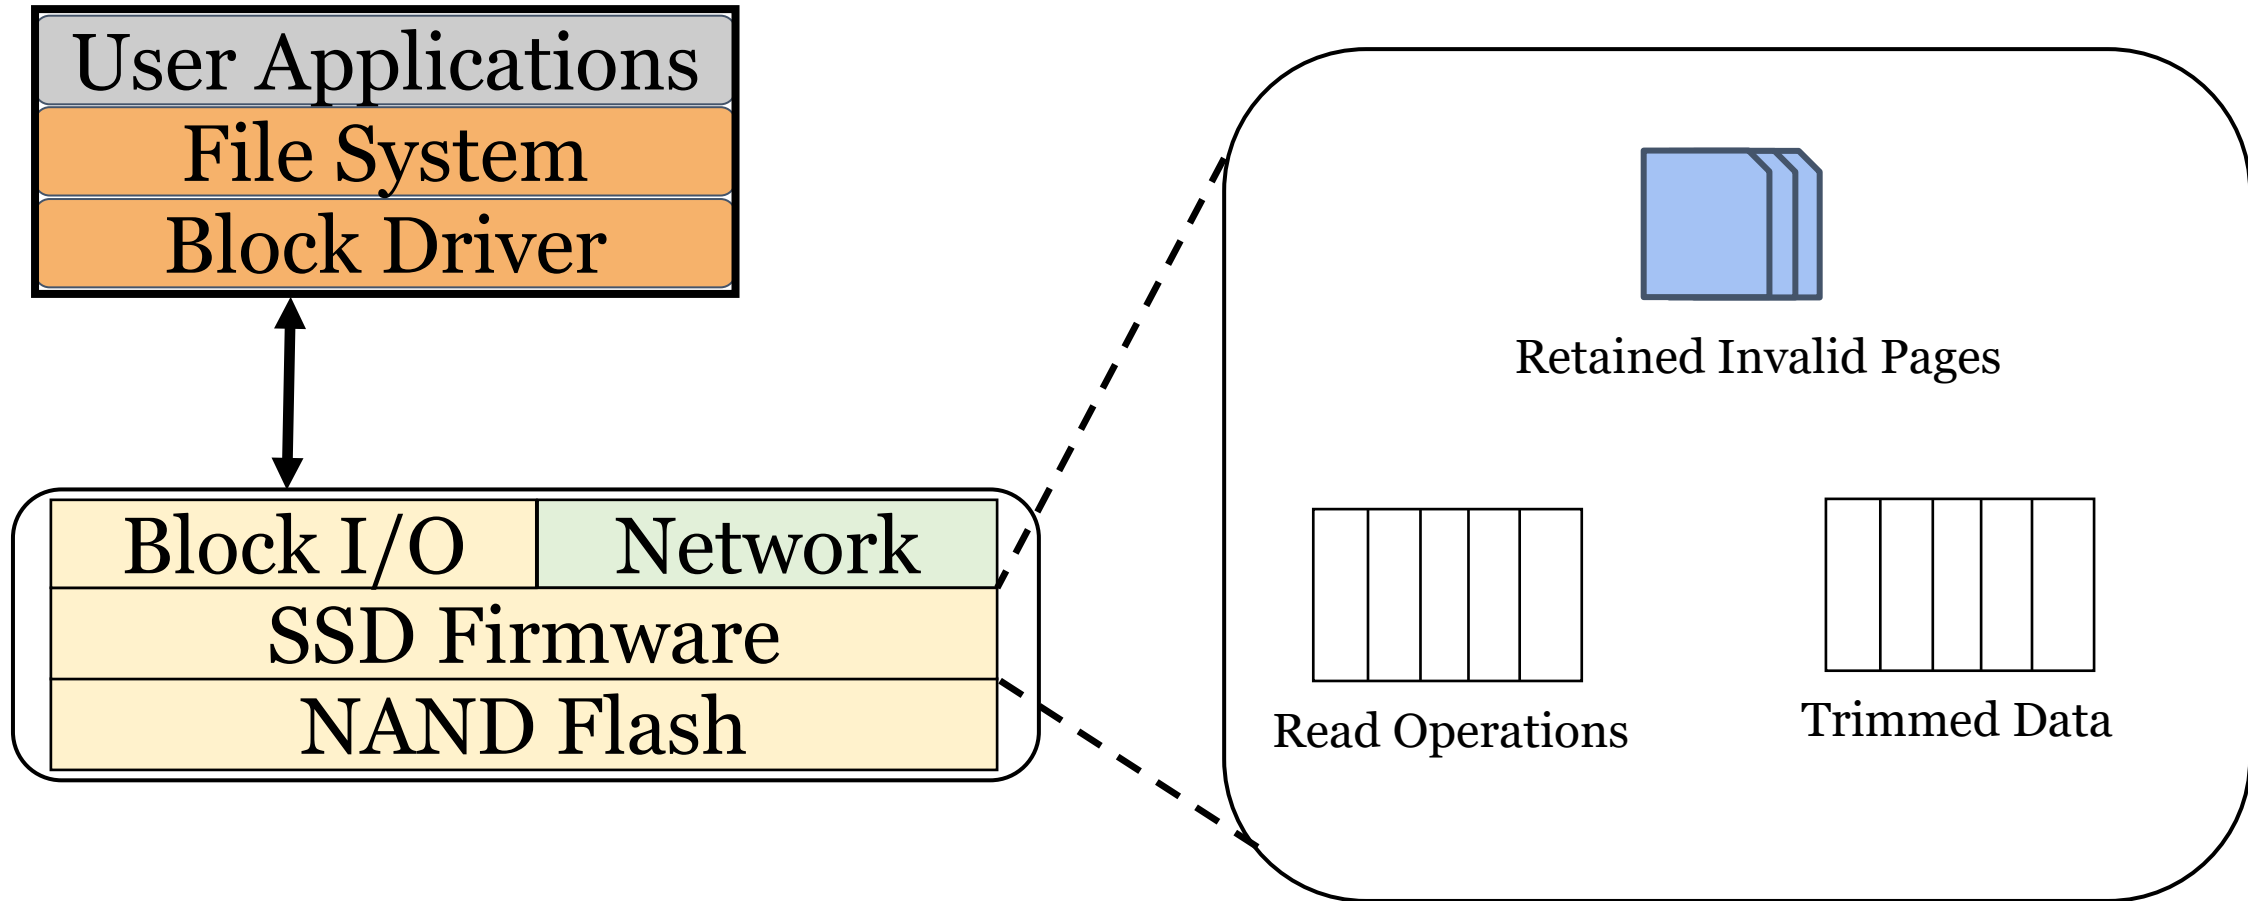 User Applications
File System
Block Driver
Block I/O
Network
SSD Firmware
NAND Flash
Retained Invalid Pages
Read Operations
Trimmed Data